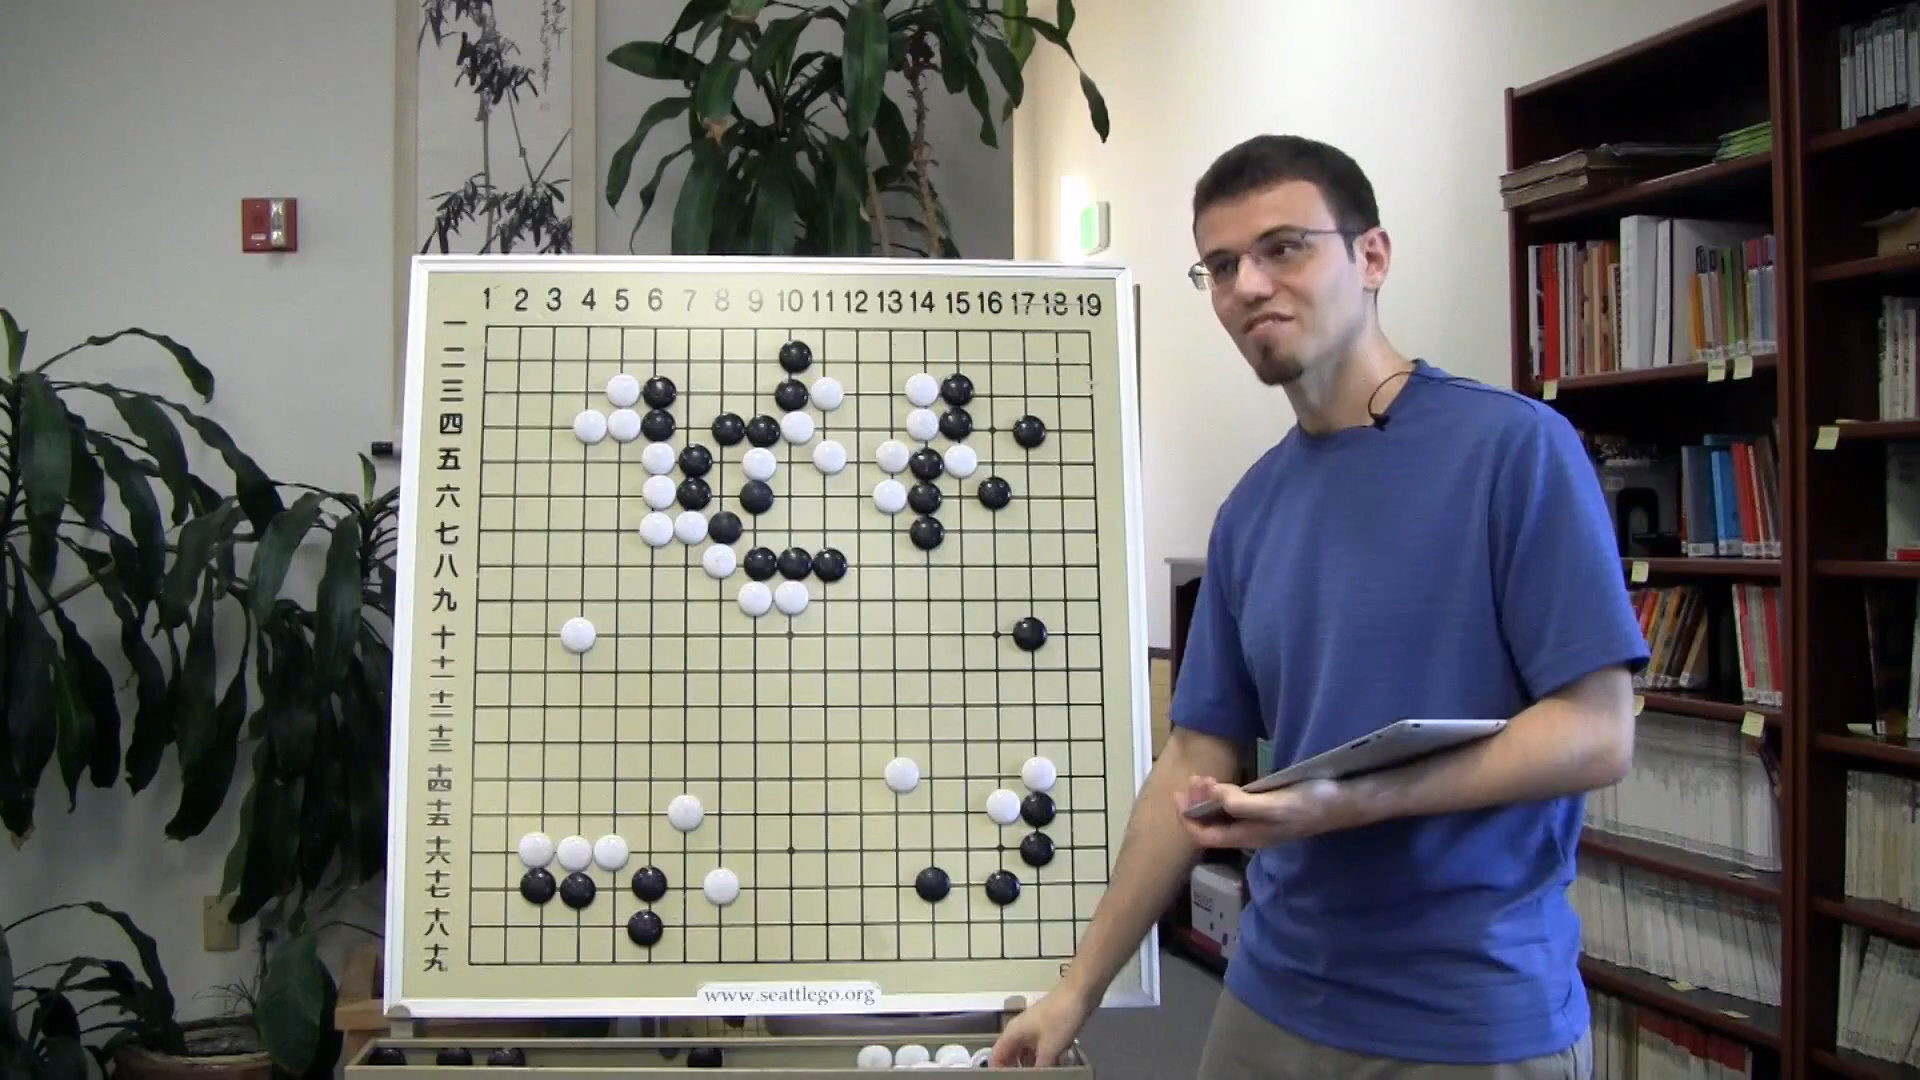 1 2 3 4 5 6 7 8 9 10 11 12 13 14 15 16 17 18 19
一
二
三
四
五
六
七
八
九
十
十一
十二
十三
十四
十五
十六
十七
十八
十九
www.seattlego.org